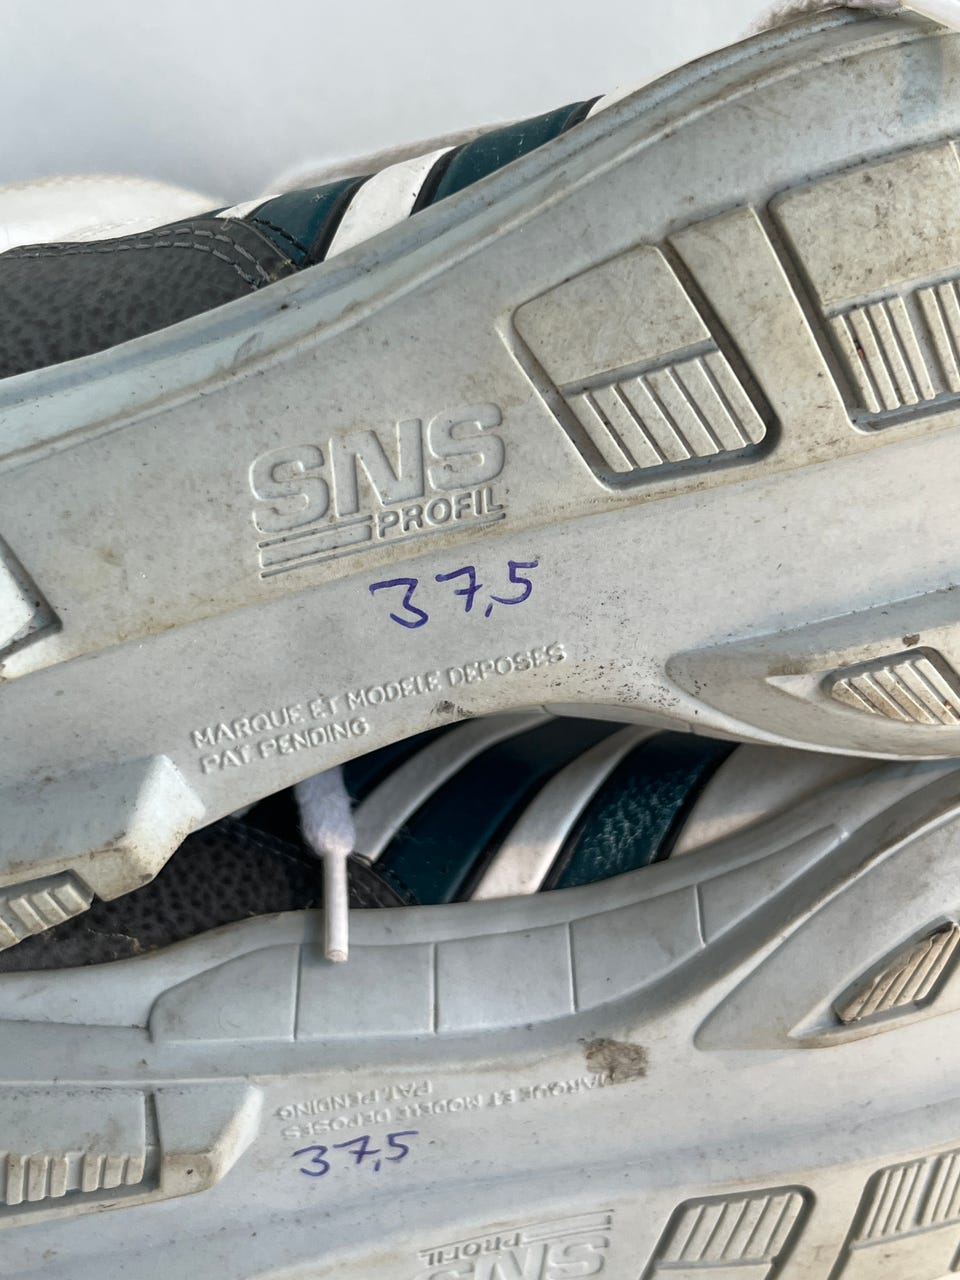 SNS
PROFIL
37,5
MARQUE ET MODELE DEPOSES
PAT. PENDING
MARQUE ET MODELE DEPOSES
PAT. PENDING
37,5
SNS
PROFIL